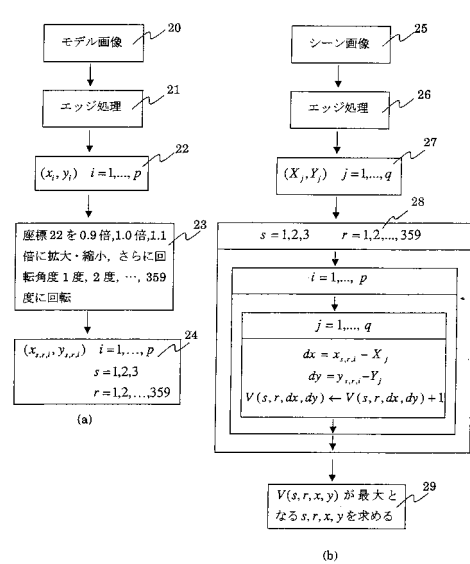 モデル画像
20
エッジ処理
21
(x_i, y_i) i=1,..., p
22
座標22を0.9倍,1.0倍,1.1
倍に拡大・縮小，さらに回
転角度1度，2度，…，359
度に回転
23
(x_{s,r,i}, y_{s,r,i}) i=1,…, p
s=1,2,3
r=1,2,…,359
24
(a)
シーン画像
25
エッジ処理
26
(X_j, Y_j) j=1,..., q
27
28
s=1,2,3 r=1,2,...,359
i=1,..., p
j=1,..., q
dx = x_{s,r,i} − X_j
dy = y_{s,r,i} − Y_j
V(s,r,dx,dy) ← V(s,r,dx,dy)+1
V(s,r,x,y) が最大と
なる s,r,x,y を求める
29
(b)